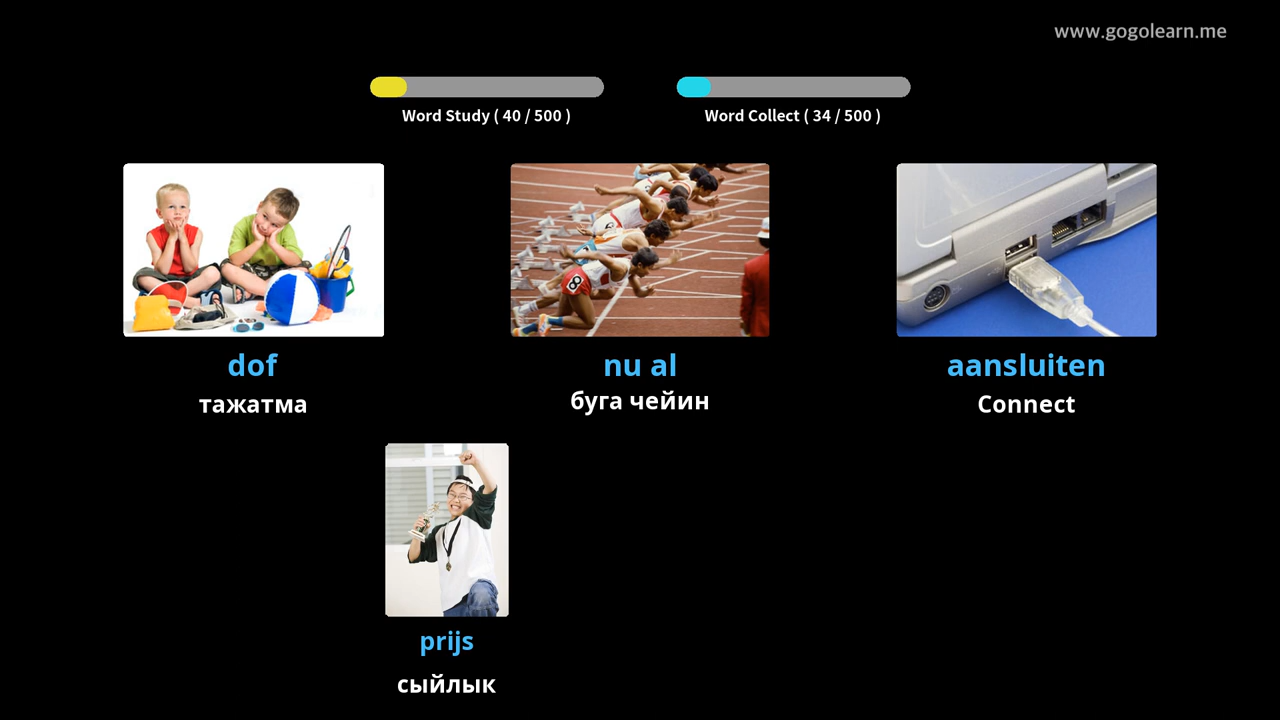 www.gogolearn.me
Word Study ( 40 / 500 )
Word Collect ( 34 / 500 )
8
dof
nu al
aansluiten
тажатма
буга чейин
Connect
prijs
сыйлык